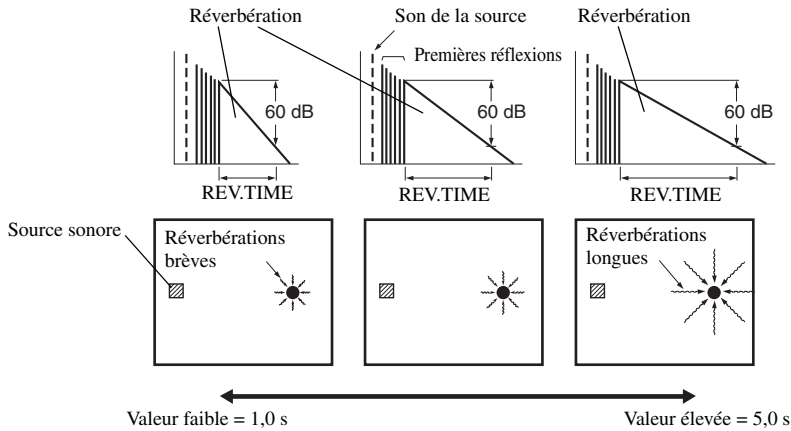 Réverbération
Son de la source
Réverbération
Premières réflexions
60 dB
60 dB
60 dB
REV.TIME
REV.TIME
REV.TIME
Source sonore
Réverbérations
brèves
Réverbérations
longues
Valeur faible = 1,0 s
Valeur élevée = 5,0 s